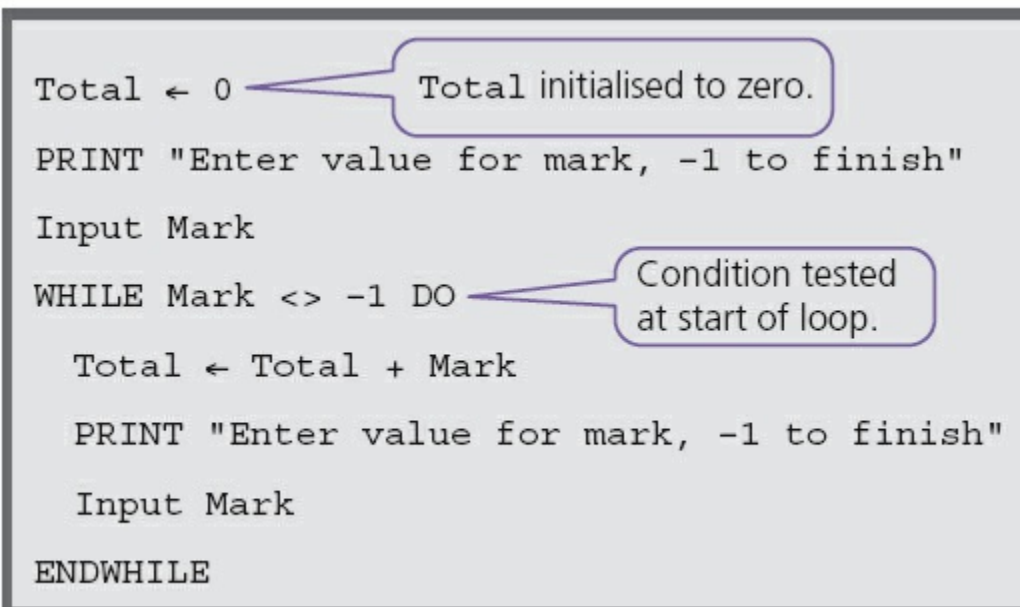 Total ← 0
Total initialised to zero.
PRINT "Enter value for mark, -1 to finish"
Input Mark
WHILE Mark <> -1 DO
Condition tested
at start of loop.
Total ← Total + Mark
PRINT "Enter value for mark, -1 to finish"
Input Mark
ENDWHILE